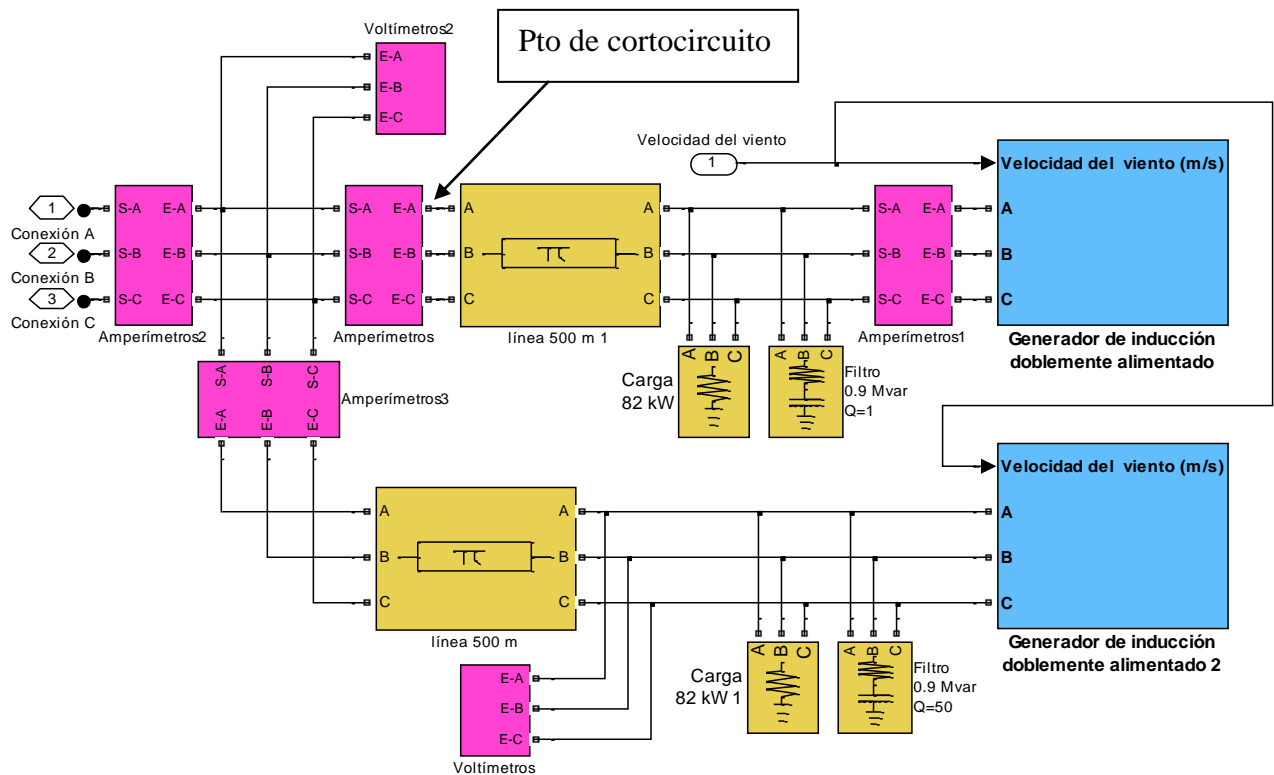 Voltímetros2
E-A
E-B
E-C
Pto de cortocircuito
Velocidad del viento
1
Velocidad del viento (m/s)
A
B
C
Generador de inducción
doblemente alimentado
1
Conexión A
2
Conexión B
3
Conexión C
S-A E-A
S-B E-B
S-C E-C
Amperímetros2
S-A E-A
S-B E-B
S-C E-C
Amperímetros
A A
B B
C C
línea 500 m 1
S-A E-A
S-B E-B
S-C E-C
Amperímetros1
A B C
Carga
82 kW
A B C
Filtro
0.9 Mvar
Q=1
S-A S-B S-C
E-A E-B E-C
Amperímetros3
A A
B B
C C
línea 500 m
Velocidad del viento (m/s)
A
B
C
Generador de inducción
doblemente alimentado 2
A B C
Carga
82 kW 1
A B C
Filtro
0.9 Mvar
Q=50
E-A
E-B
E-C
Voltímetros